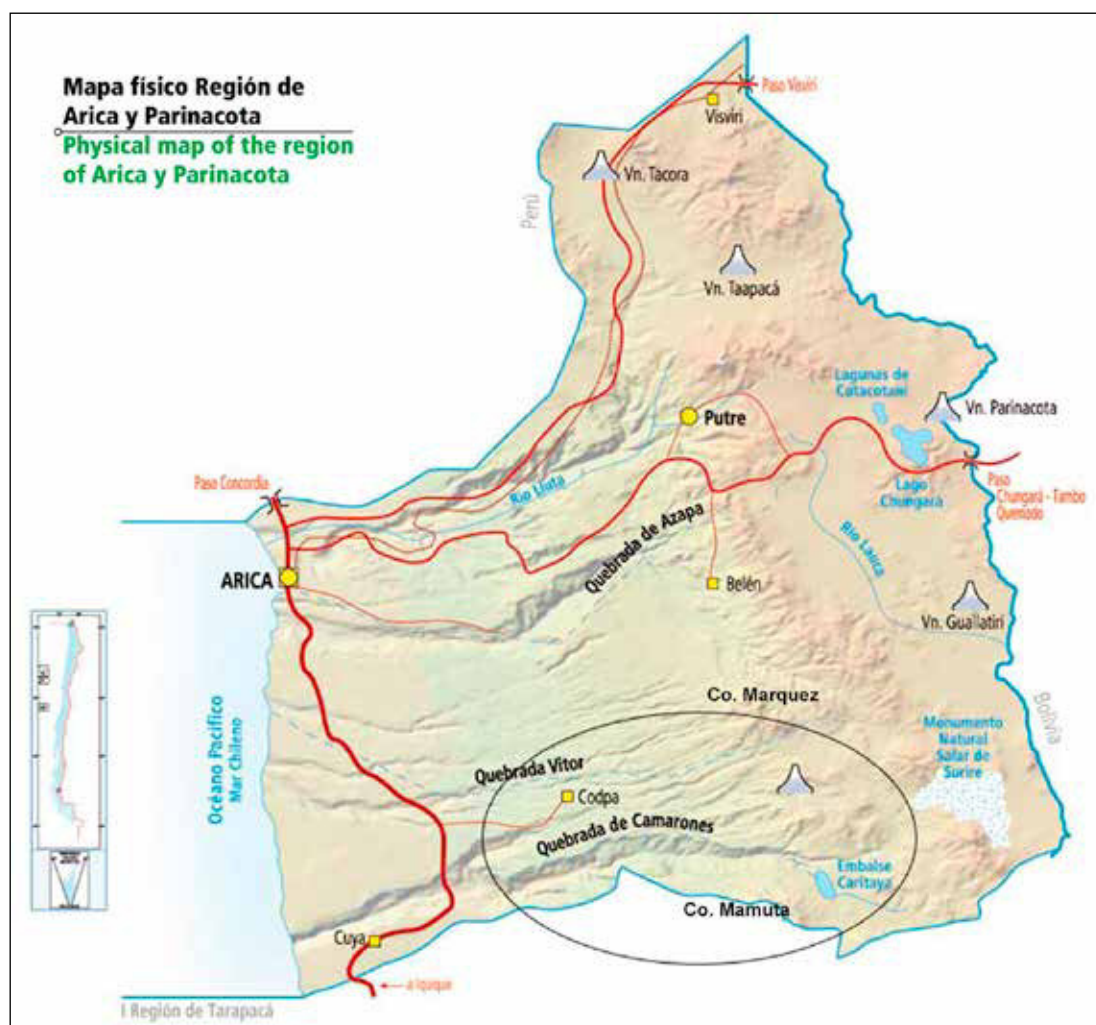 Mapa físico Región de
Arica y Parinacota
Physical map of the region
of Arica y Parinacota
Paso Visviri
Visviri
Vn. Tacora
Perú
Vn. Taapacá
Lagunas de
Cotacotani
Vn. Parinacota
Putre
Paso Concordia
Río Lluta
Lago
Chungara
Paso
Chungará - Tambo
Quemado
Quebrada de Azapa
Río Lauca
ARICA
Belén
Vn. Guallatiri
Co. Marquez
Bolivia
Océano Pacífico
Mar Chileno
Monumento
Natural
Salar de
Surire
Quebrada Vitor
Codpa
Quebrada de Camarones
Embalse
Caritaya
Co. Mamuta
Cuya
a Iquique
I Región de Tarapacá